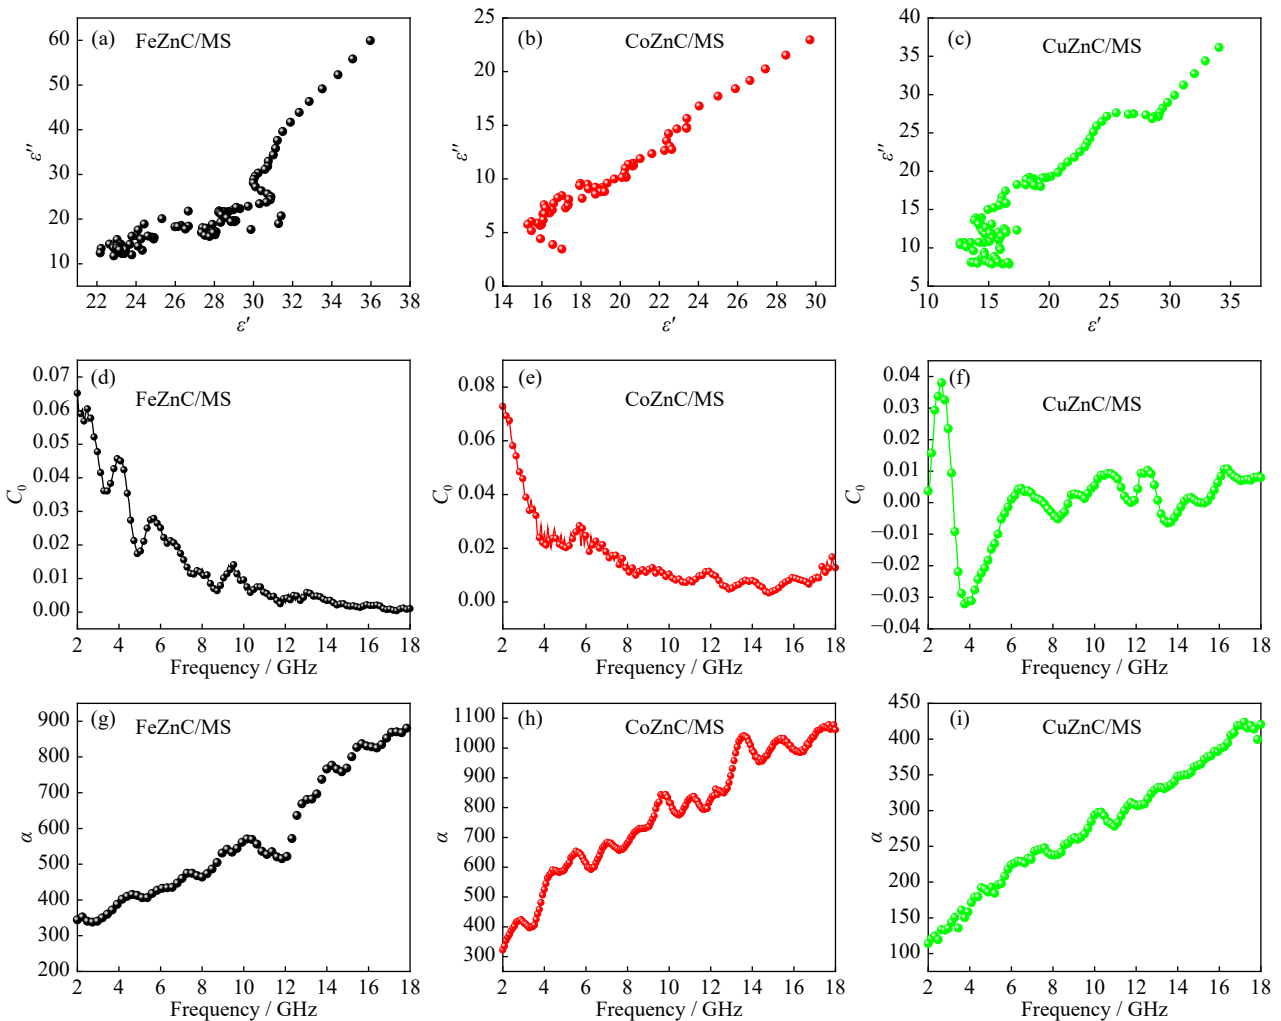 (a) FeZnC/MS
60
50
40
30
20
10
ε″
22 24 26 28 30 32 34 36 38
ε′
(b) CoZnC/MS
25
20
15
10
5
0
ε″
14 16 18 20 22 24 26 28 30
ε′
(c) CuZnC/MS
40
35
30
25
20
15
10
5
ε″
10 15 20 25 30 35
ε′
(d) FeZnC/MS
0.07
0.06
0.05
0.04
0.03
0.02
0.01
0.00
C0
2 4 6 8 10 12 14 16 18
Frequency / GHz
(e) CoZnC/MS
0.08
0.06
0.04
0.02
0.00
C0
2 4 6 8 10 12 14 16 18
Frequency / GHz
(f) CuZnC/MS
0.04
0.03
0.02
0.01
0.00
−0.01
−0.02
−0.03
−0.04
C0
2 4 6 8 10 12 14 16 18
Frequency / GHz
(g) FeZnC/MS
900
800
700
600
500
400
300
200
α
2 4 6 8 10 12 14 16 18
Frequency / GHz
(h) CoZnC/MS
1100
1000
900
800
700
600
500
400
300
α
2 4 6 8 10 12 14 16 18
Frequency / GHz
(i) CuZnC/MS
450
400
350
300
250
200
150
100
α
2 4 6 8 10 12 14 16 18
Frequency / GHz